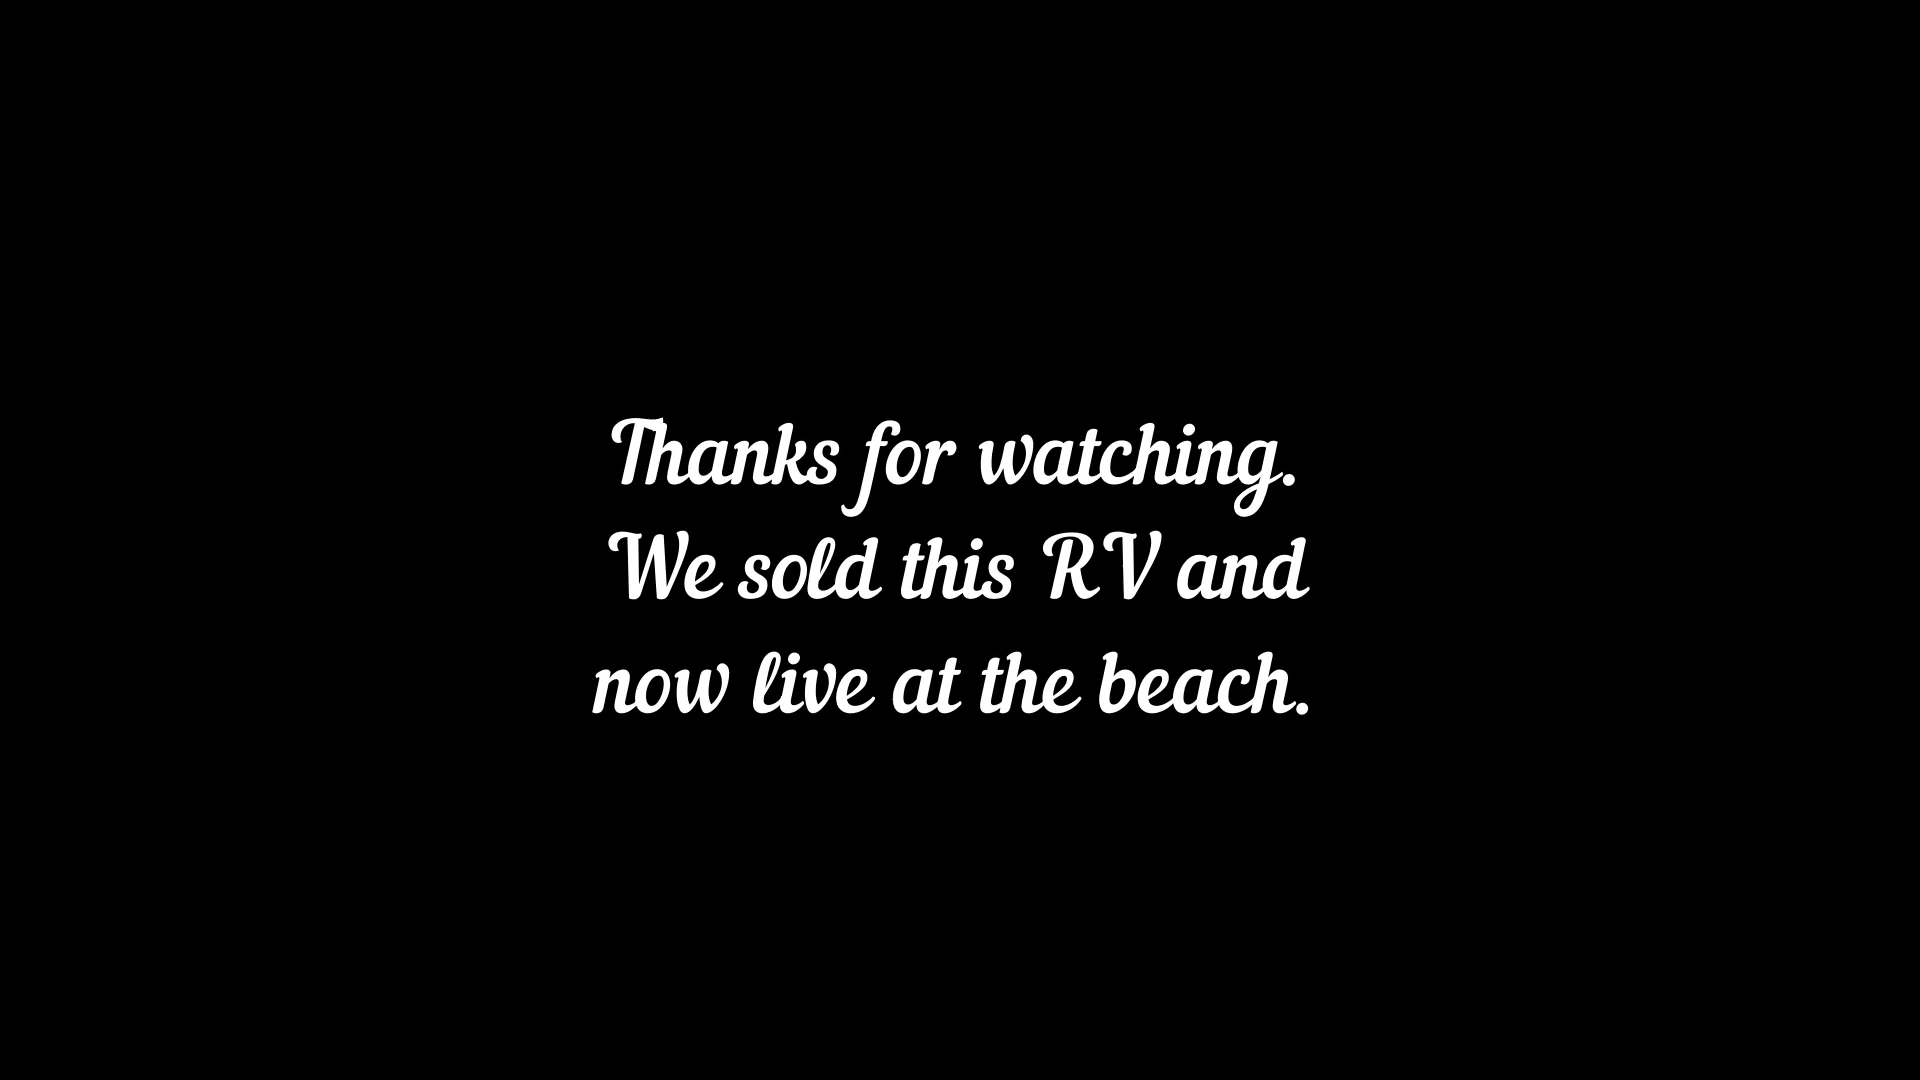 Thanks for watching.
We sold this RV and
now live at the beach.